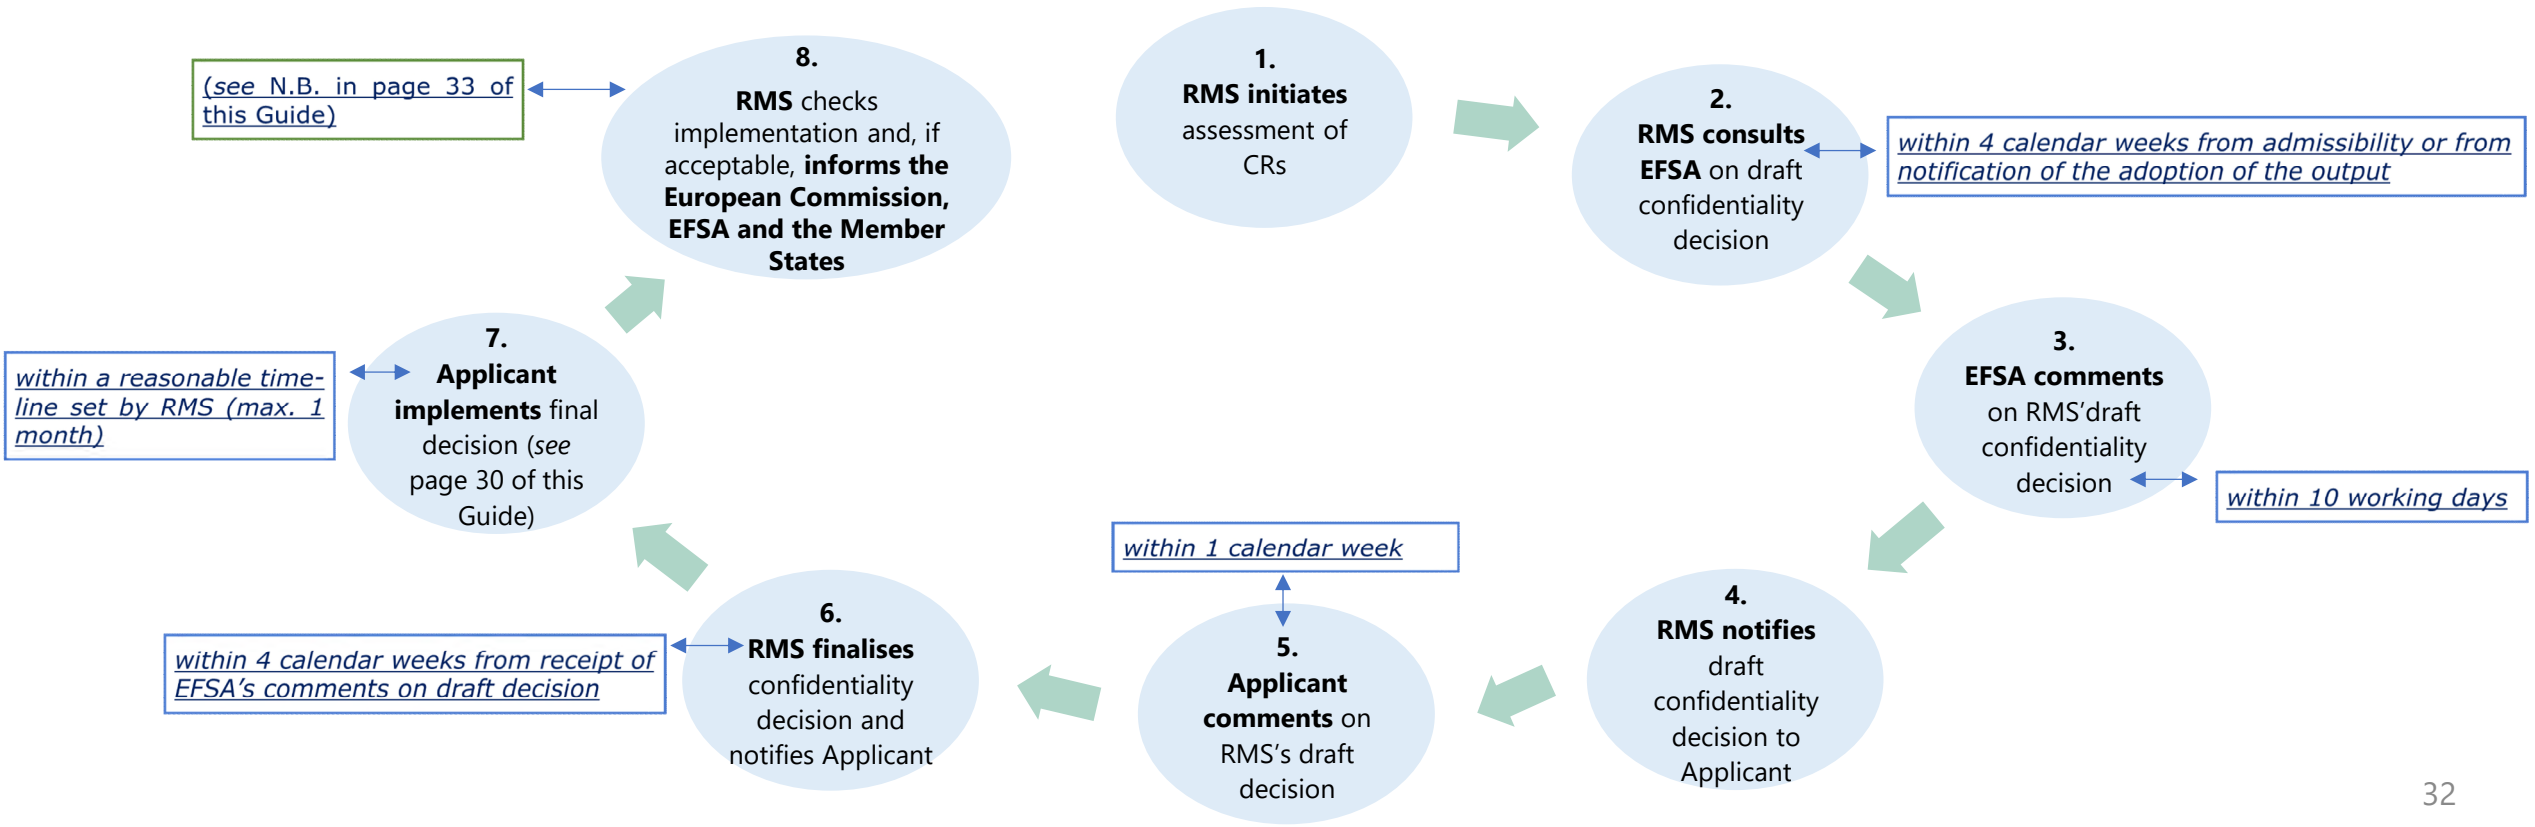 1.
RMS initiates
assessment of
CRs
2.
RMS consults
EFSA on draft
confidentiality
decision
within 4 calendar weeks from admissibility or from
notification of the adoption of the output
3.
EFSA comments
on RMS’draft
confidentiality
decision
within 10 working days
4.
RMS notifies
draft
confidentiality
decision to
Applicant
within 1 calendar week
5.
Applicant
comments on
RMS’s draft
decision
6.
RMS finalises
confidentiality
decision and
notifies Applicant
within 4 calendar weeks from receipt of
EFSA’s comments on draft decision
7.
Applicant
implements final
decision (see
page 30 of this
Guide)
within a reasonable time-
line set by RMS (max. 1
month)
8.
RMS checks
implementation and, if
acceptable, informs the
European Commission,
EFSA and the Member
States
(see N.B. in page 33 of
this Guide)
32